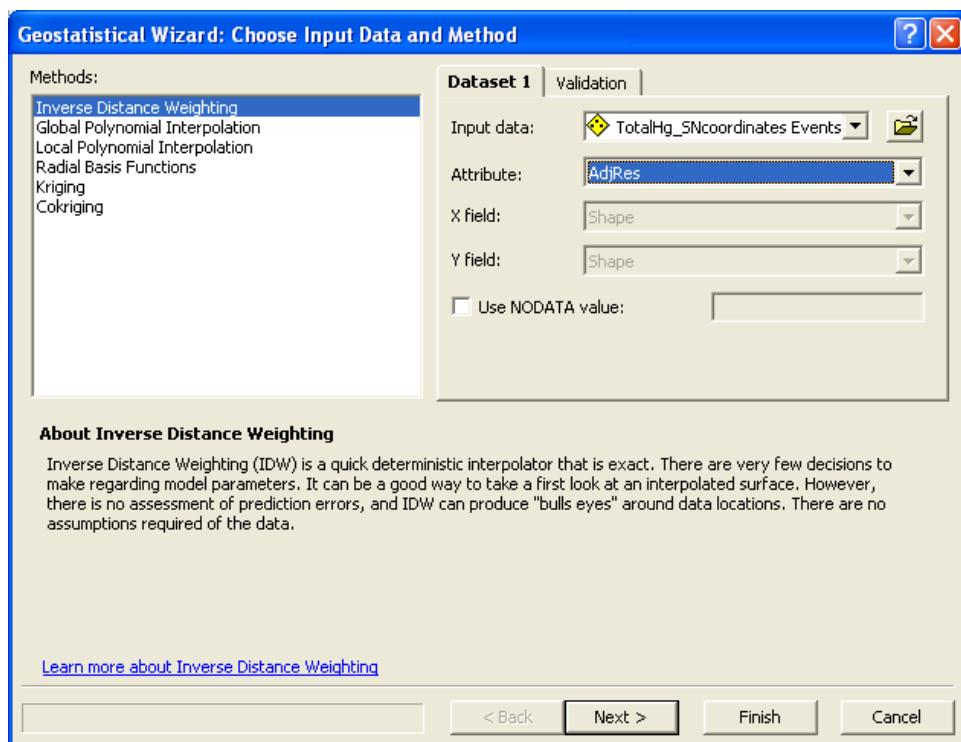 Geostatistical Wizard: Choose Input Data and Method
Methods:
Inverse Distance Weighting
Global Polynomial Interpolation
Local Polynomial Interpolation
Radial Basis Functions
Kriging
Cokriging
Dataset 1
Validation
Input data:
TotalHg_SNcoordinates Events
Attribute:
AdjRes
X field:
Shape
Y field:
Shape
Use NODATA value:
About Inverse Distance Weighting
Inverse Distance Weighting (IDW) is a quick deterministic interpolator that is exact. There are very few decisions to
make regarding model parameters. It can be a good way to take a first look at an interpolated surface. However,
there is no assessment of prediction errors, and IDW can produce "bulls eyes" around data locations. There are no
assumptions required of the data.
Learn more about Inverse Distance Weighting
< Back
Next >
Finish
Cancel